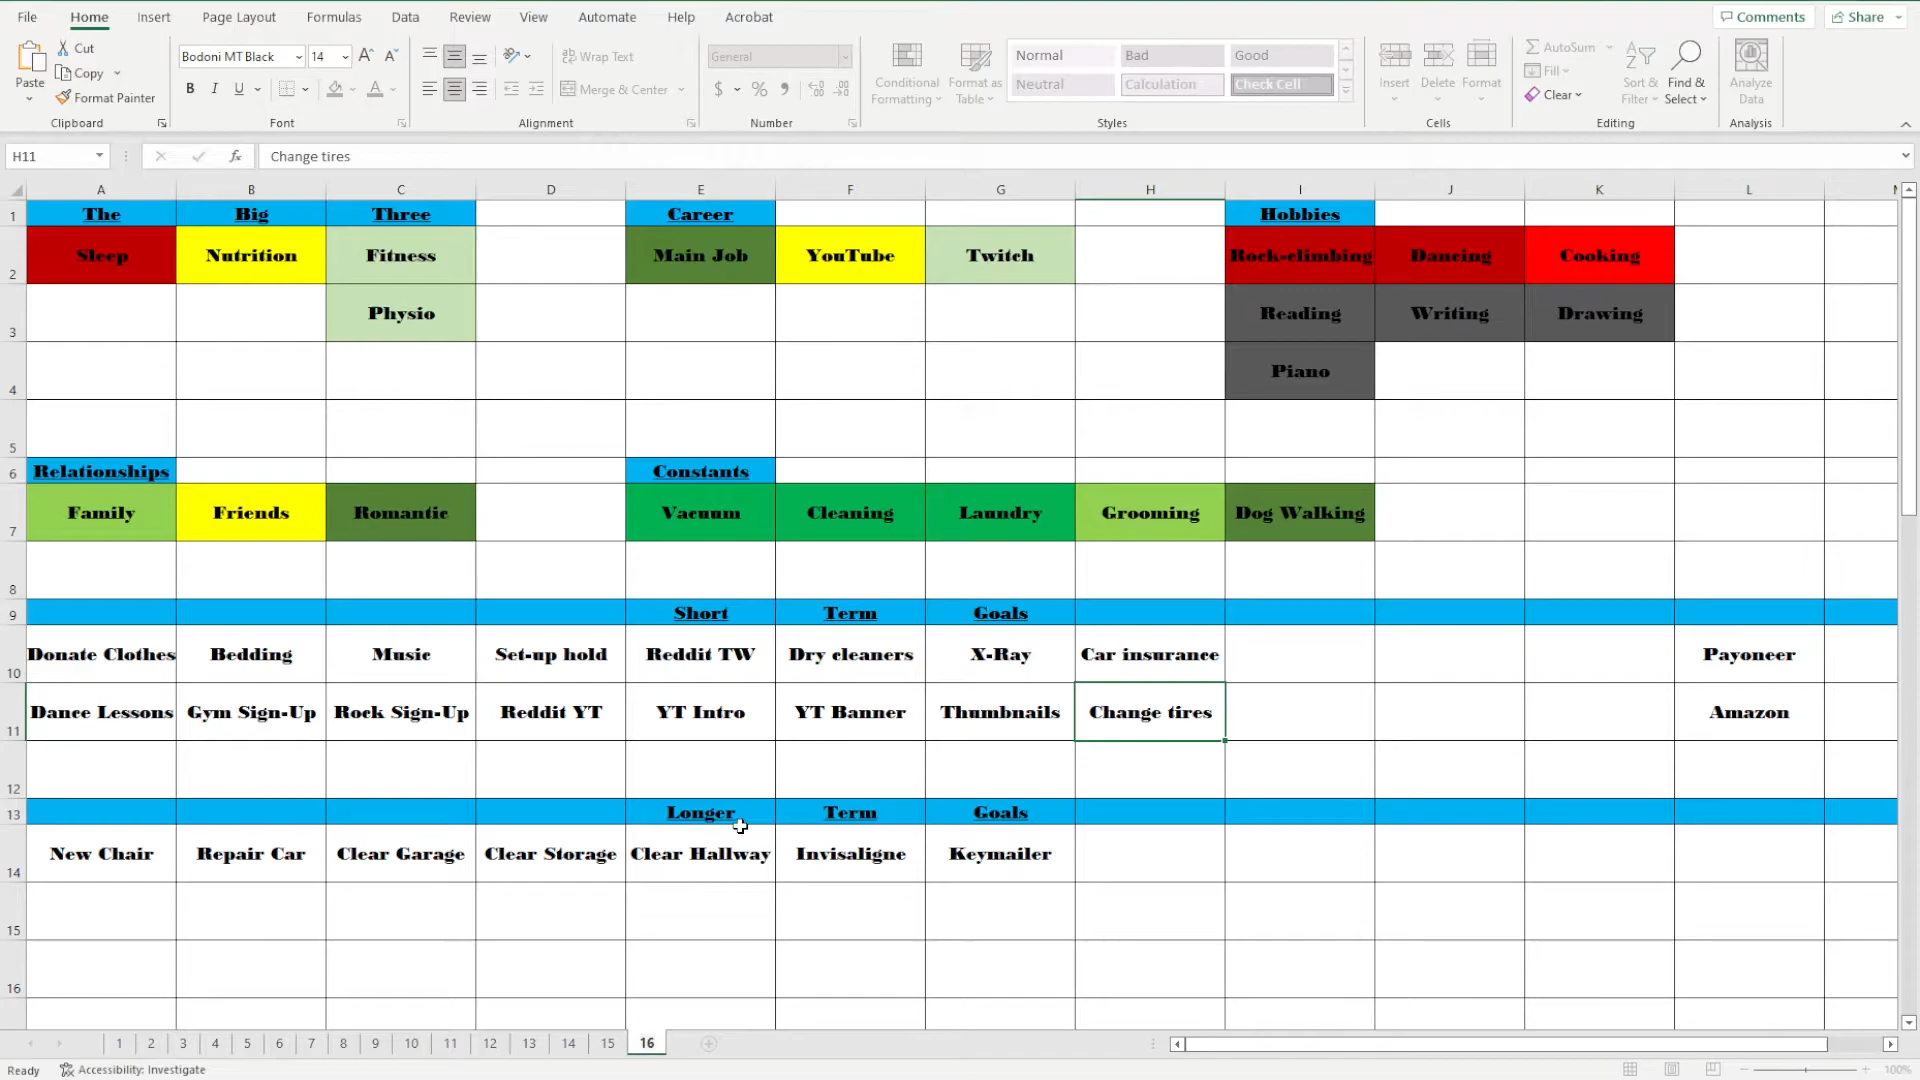 File Home Insert Page Layout Formulas Data Review View Automate Help Acrobat Comments Share
Paste
Cut
Copy
Format Painter
Clipboard
Bodoni MT Black 14
B I U
Font
Wrap Text
Merge & Center
Alignment
General
$ % 9
Number
Conditional Formatting
Format as Table
Normal Bad Good
Neutral Calculation Check Cell
Styles
Insert Delete Format
Cells
AutoSum
Fill
Clear
Sort & Filter
Find & Select
Editing
Analyze Data
Analysis
H11 fx Change tires
A B C D E F G H I J K L
1 The Big Three Career Hobbies
2 Sleep Nutrition Fitness Main Job YouTube Twitch Rock-climbing Dancing Cooking
3 Physio Reading Writing Drawing
4 Piano
5
6 Relationships Constants
7 Family Friends Romantic Vacuum Cleaning Laundry Grooming Dog Walking
8
9 Short Term Goals
10 Donate Clothes Bedding Music Set-up hold Reddit TW Dry cleaners X-Ray Car insurance Payoneer
11 Dance Lessons Gym Sign-Up Rock Sign-Up Reddit YT YT Intro YT Banner Thumbnails Change tires Amazon
12
13 Longer Term Goals
14 New Chair Repair Car Clear Garage Clear Storage Clear Hallway Invisaligne Keymailer
15
16
1 2 3 4 5 6 7 8 9 10 11 12 13 14 15 16
Ready Accessibility: Investigate 100%